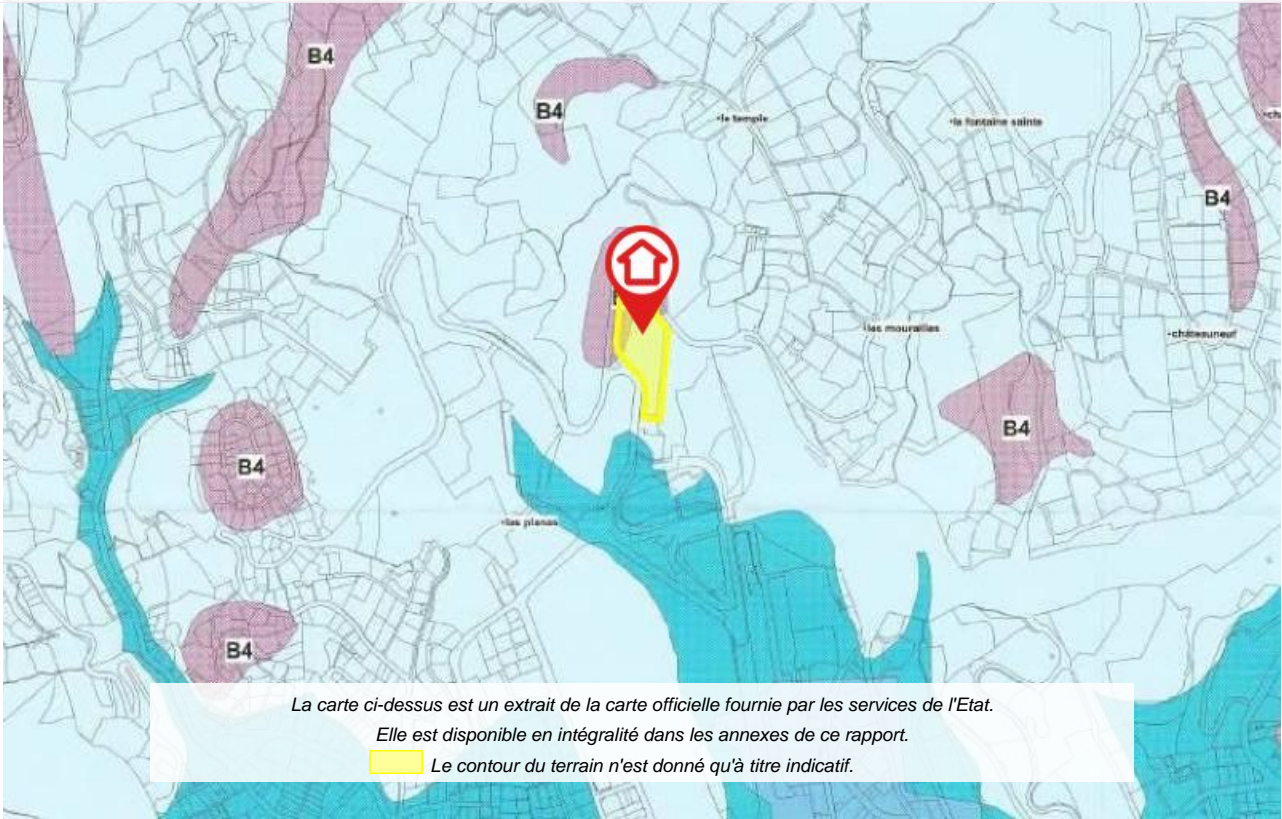 B4
B4
•le temple
•la fontaine sainte
B4
•les mourailles
•châteauneuf
B4
B4
•las planas
B4
La carte ci-dessus est un extrait de la carte officielle fournie par les services de l'Etat.
Elle est disponible en intégralité dans les annexes de ce rapport.
Le contour du terrain n'est donné qu'à titre indicatif.